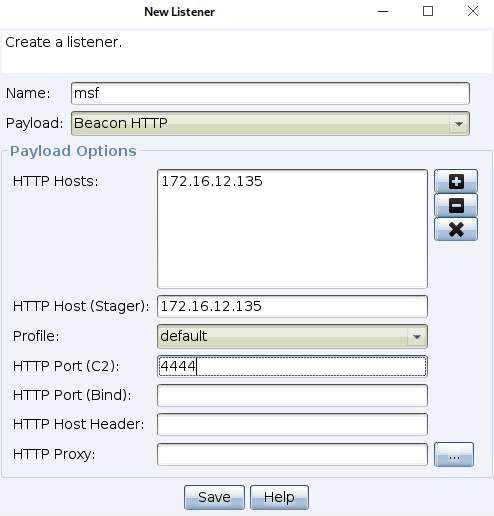 New Listener
Create a listener.
Name: msf
Payload: Beacon HTTP
Payload Options
HTTP Hosts: 172.16.12.135
HTTP Host (Stager): 172.16.12.135
Profile: default
HTTP Port (C2): 4444
HTTP Port (Bind):
HTTP Host Header:
HTTP Proxy: ...
Save Help